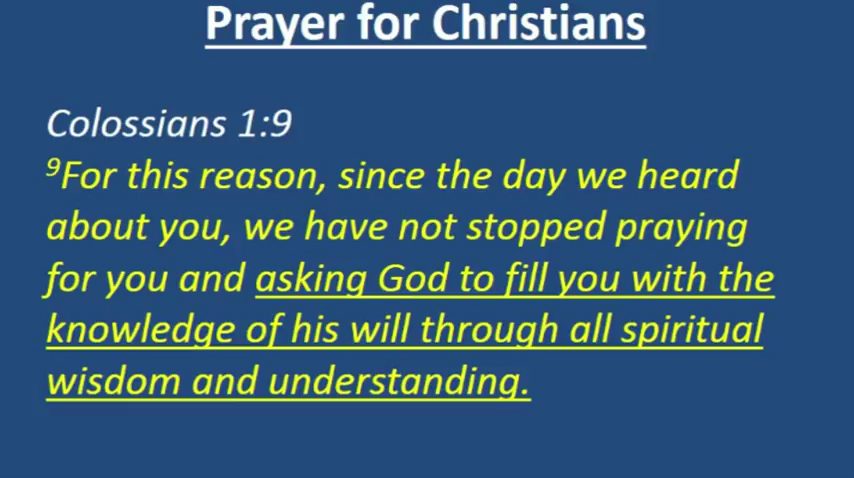 Prayer for Christians
Colossians 1:9
⁹For this reason, since the day we heard
about you, we have not stopped praying
for you and asking God to fill you with the
knowledge of his will through all spiritual
wisdom and understanding.